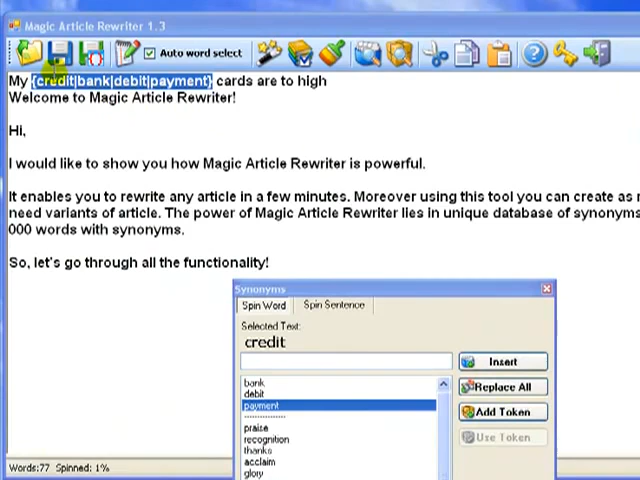 Magic Article Rewriter 1.3
Auto word select
My {credit|bank|debit|payment} cards are to high
Welcome to Magic Article Rewriter!
Hi,
I would like to show you how Magic Article Rewriter is powerful.
It enables you to rewrite any article in a few minutes. Moreover using this tool you can create as
need variants of article. The power of Magic Article Rewriter lies in unique database of synonyms
000 words with synonyms.
So, let's go through all the functionality!
Synonyms
Spin Word Spin Sentence
Selected Text:
credit
Insert
bank
debit
Replace All
payment
--------------
Add Token
praise
recognition
Use Token
thanks
acclaim
glory
Words:77 Spinned: 1%